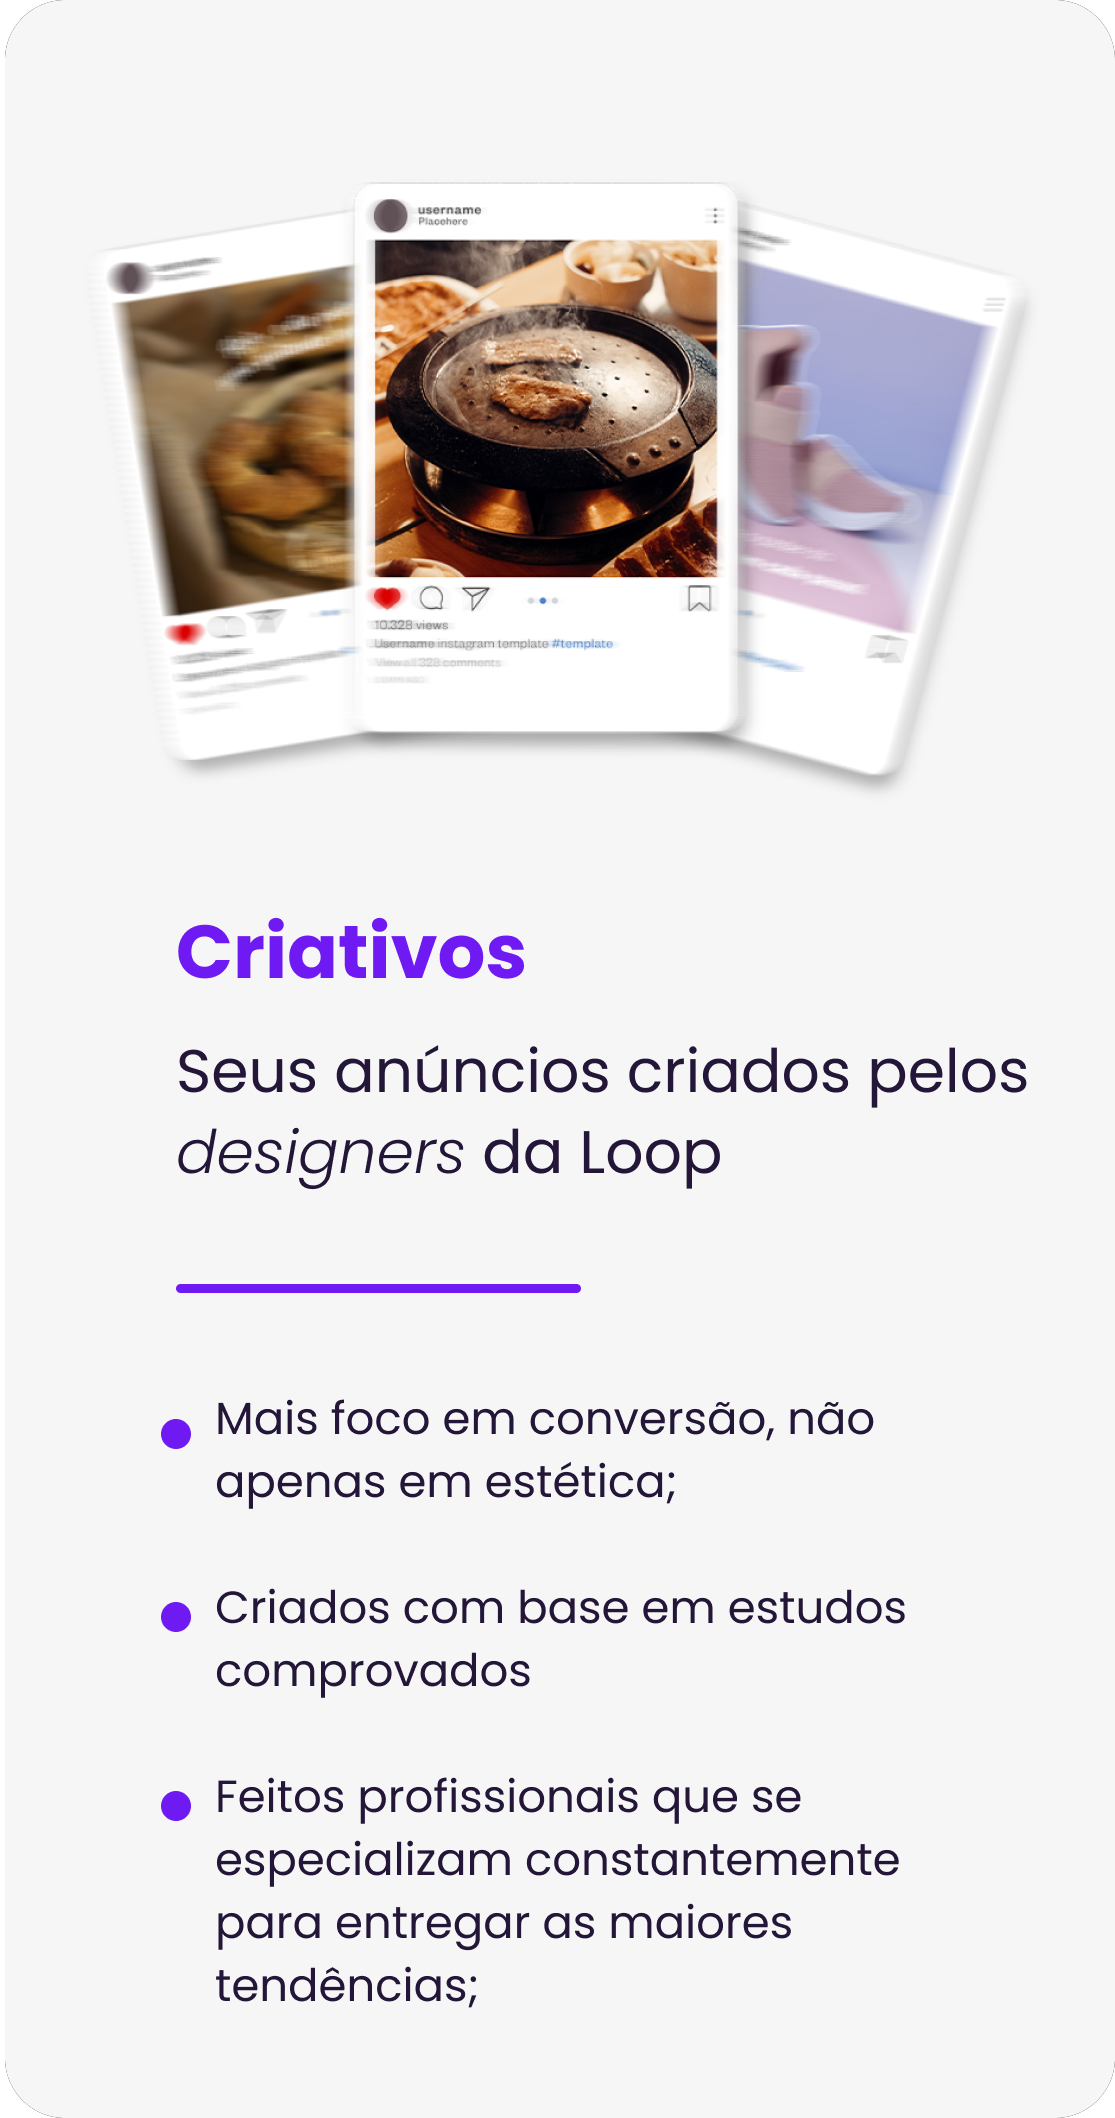 username
Placehere
10.328 views
Username instagram template #template
View all 328 comments
Criativos
Seus anúncios criados pelos
designers da Loop
Mais foco em conversão, não
apenas em estética;
Criados com base em estudos
comprovados
Feitos profissionais que se
especializam constantemente
para entregar as maiores
tendências;